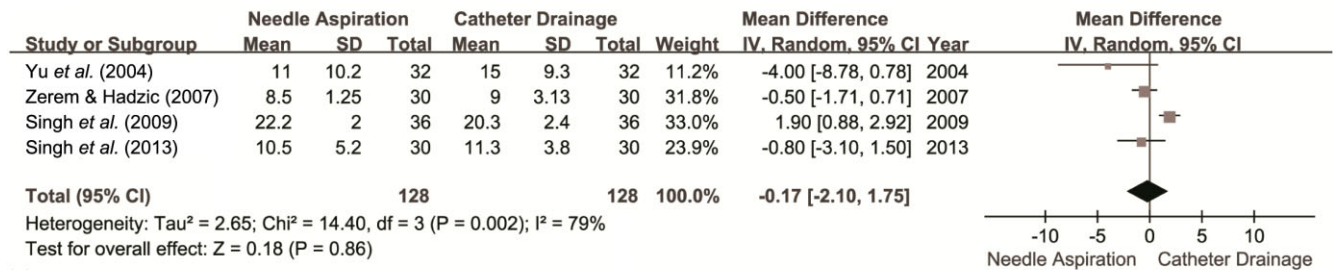 Needle Aspiration Catheter Drainage Mean Difference Mean Difference
Study or Subgroup Mean SD Total Mean SD Total Weight IV, Random, 95% CI Year IV, Random, 95% CI
Yu et al. (2004) 11 10.2 32 15 9.3 32 11.2% -4.00 [-8.78, 0.78] 2004
Zerem & Hadzic (2007) 8.5 1.25 30 9 3.13 30 31.8% -0.50 [-1.71, 0.71] 2007
Singh et al. (2009) 22.2 2 36 20.3 2.4 36 33.0% 1.90 [0.88, 2.92] 2009
Singh et al. (2013) 10.5 5.2 30 11.3 3.8 30 23.9% -0.80 [-3.10, 1.50] 2013
Total (95% CI) 128 128 100.0% -0.17 [-2.10, 1.75]
Heterogeneity: Tau² = 2.65; Chi² = 14.40, df = 3 (P = 0.002); I² = 79%
Test for overall effect: Z = 0.18 (P = 0.86)
-10 -5 0 5 10
Needle Aspiration Catheter Drainage